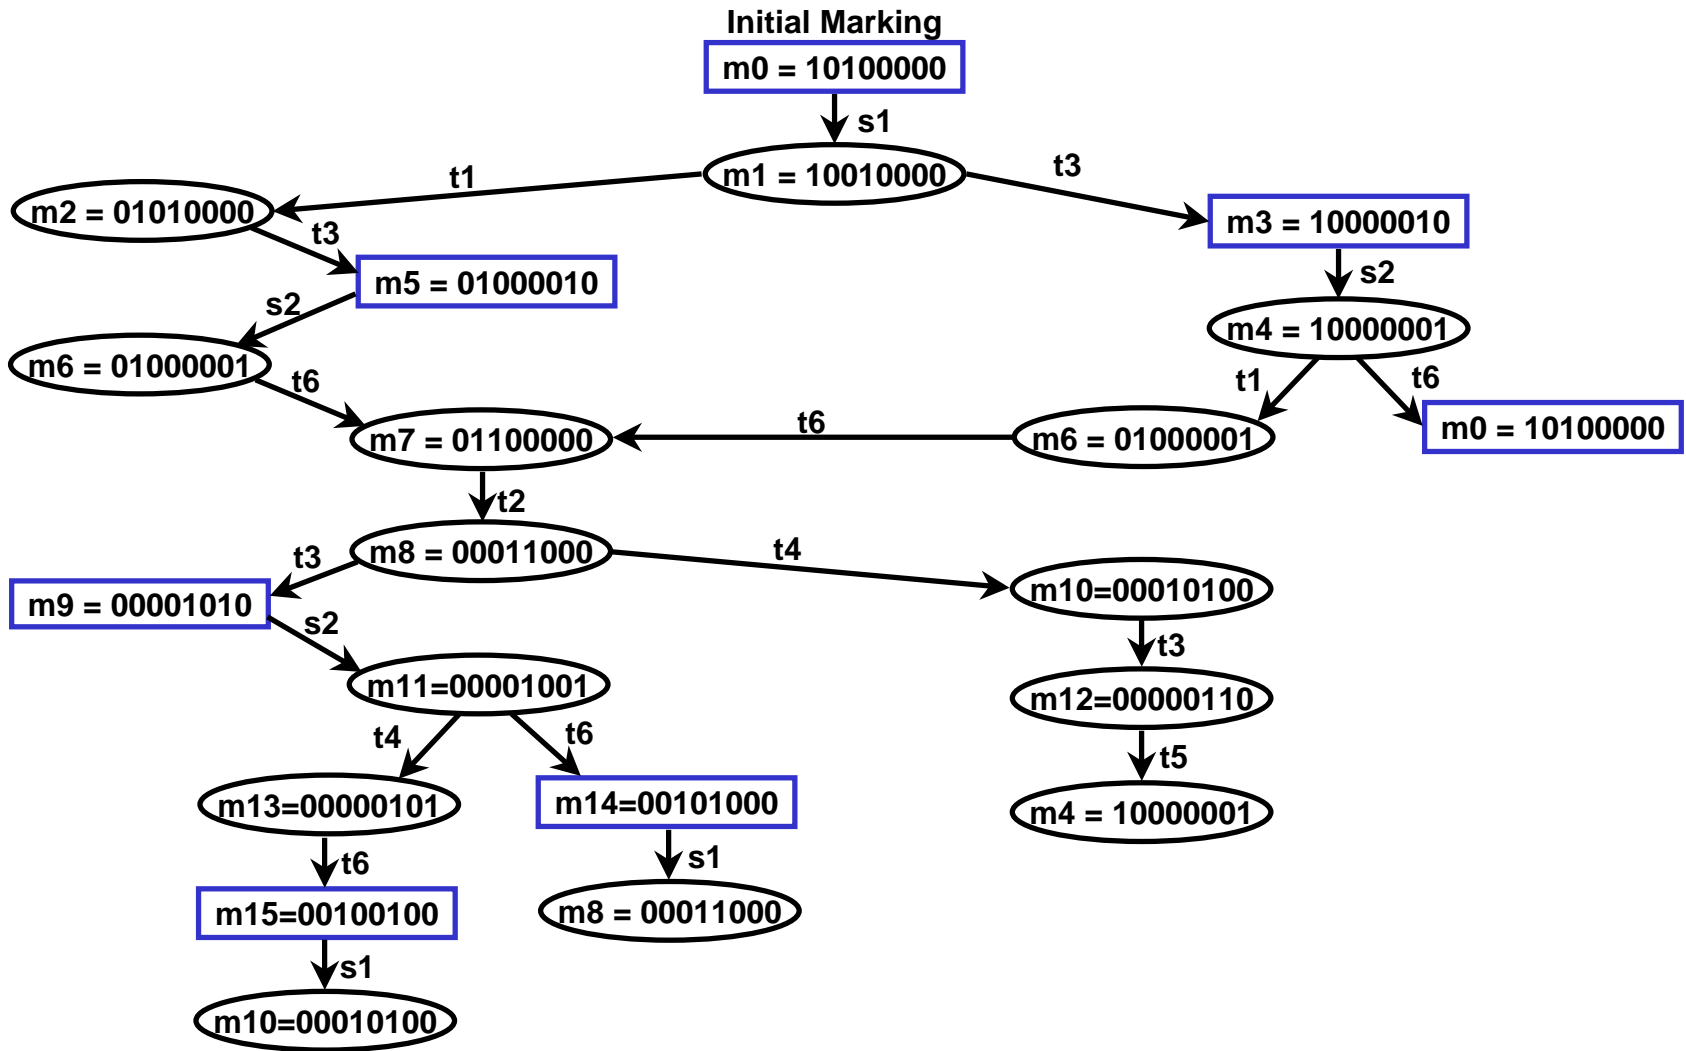 Initial Marking
m0 = 10100000
s1
m1 = 10010000
t1
t3
m2 = 01010000
m3 = 10000010
t3
s2
m5 = 01000010
s2
m4 = 10000001
m6 = 01000001
t6
t1
t6
m7 = 01100000
t6
m6 = 01000001
m0 = 10100000
t2
m8 = 00011000
t3
t4
m9 = 00001010
m10=00010100
s2
t3
m11=00001001
m12=00000110
t4
t6
t5
m13=00000101
m14=00101000
m4 = 10000001
t6
s1
m15=00100100
m8 = 00011000
s1
m10=00010100